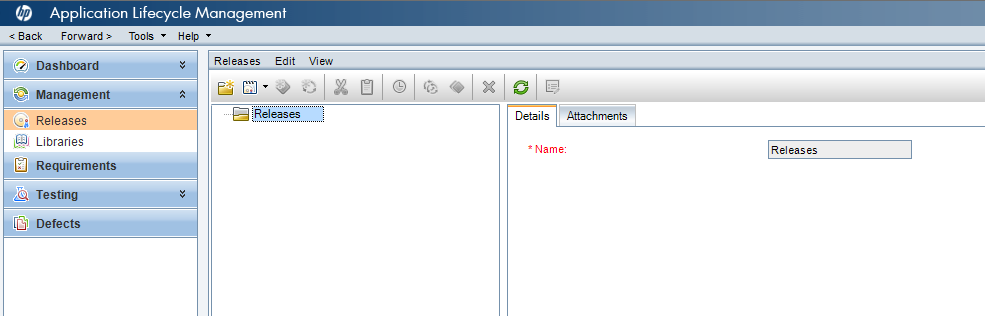 hp Application Lifecycle Management
< Back Forward > Tools Help
Dashboard
Management
Releases
Libraries
Requirements
Testing
Defects
Releases Edit View
Releases
Details Attachments
* Name: Releases